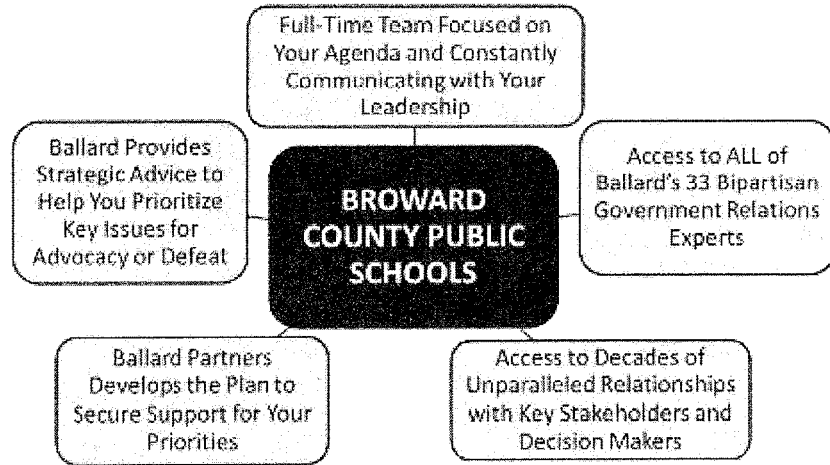 Full-Time Team Focused on
Your Agenda and Constantly
Communicating with Your
Leadership
Ballard Provides
Strategic Advice to
Help You Prioritize
Key Issues for
Advocacy or Defeat
BROWARD
COUNTY PUBLIC
SCHOOLS
Access to ALL of
Ballard's 33 Bipartisan
Government Relations
Experts
Ballard Partners
Develops the Plan to
Secure Support for Your
Priorities
Access to Decades of
Unparalleled Relationships
with Key Stakeholders and
Decision Makers